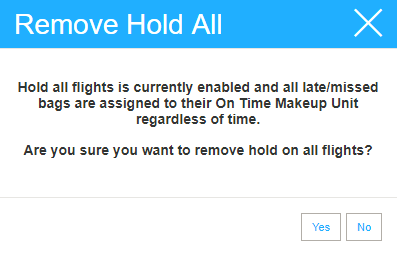 Remove Hold All
Hold all flights is currently enabled and all late/missed
bags are assigned to their On Time Makeup Unit
regardless of time.
Are you sure you want to remove hold on all flights?
Yes No